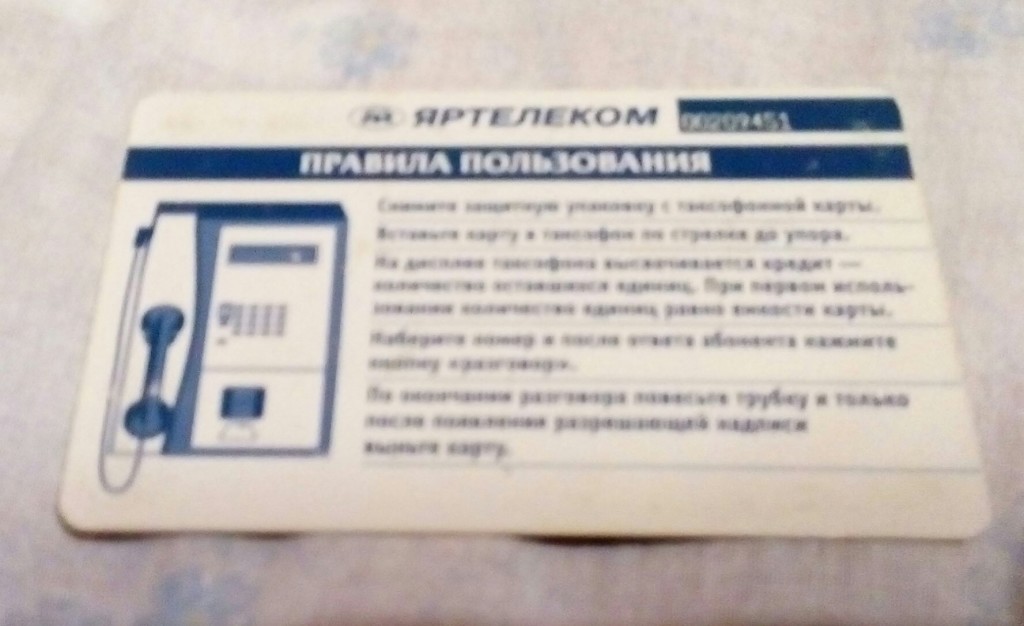 ЯРТЕЛЕКОМ 00209451
ПРАВИЛА ПОЛЬЗОВАНИЯ
Снимите защитную упаковку с таксофонной карты.
Вставьте карту в таксофон по стрелке до упора.
На дисплее таксофона высвечивается кредит —
количество оставшихся единиц. При первом исполь-
зовании количество единиц равно емкости карты.
Наберите номер и после ответа абонента нажмите
кнопку «разговор».
По окончании разговора повесьте трубку и только
после появления разрешающей надписи
выньте карту.